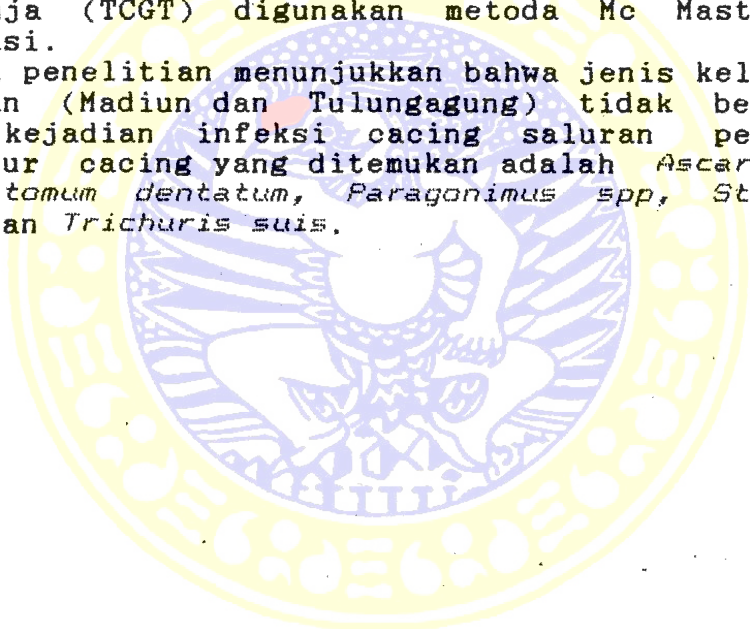 ja (TCGT) digunakan metoda Mc Mast
si.
penelitian menunjukkan bahwa jenis kel
n (Madiun dan Tulungagung) tidak be
kejadian infeksi cacing saluran pe
ur cacing yang ditemukan adalah Ascar
tomum dentatum, Paragonimus spp, St
an Trichuris suis.